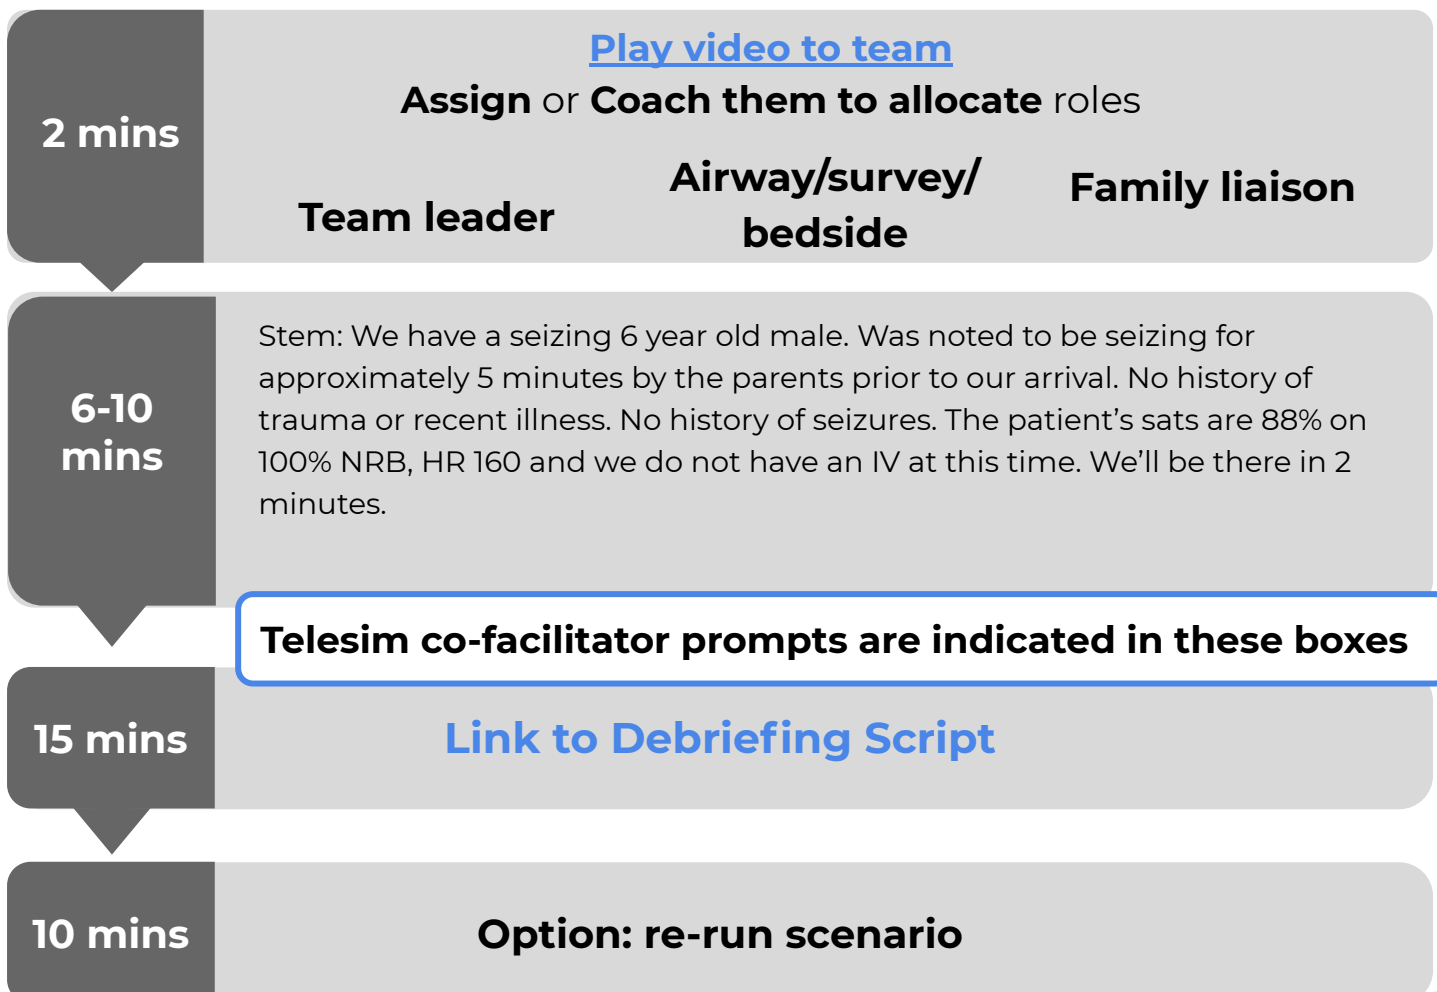 2 mins
Play video to team
Assign or Coach them to allocate roles
Team leader
Airway/survey/
bedside
Family liaison
6-10
mins
Stem: We have a seizing 6 year old male. Was noted to be seizing for
approximately 5 minutes by the parents prior to our arrival. No history of
trauma or recent illness. No history of seizures. The patient’s sats are 88% on
100% NRB, HR 160 and we do not have an IV at this time. We’ll be there in 2
minutes.
Telesim co-facilitator prompts are indicated in these boxes
15 mins
Link to Debriefing Script
10 mins
Option: re-run scenario